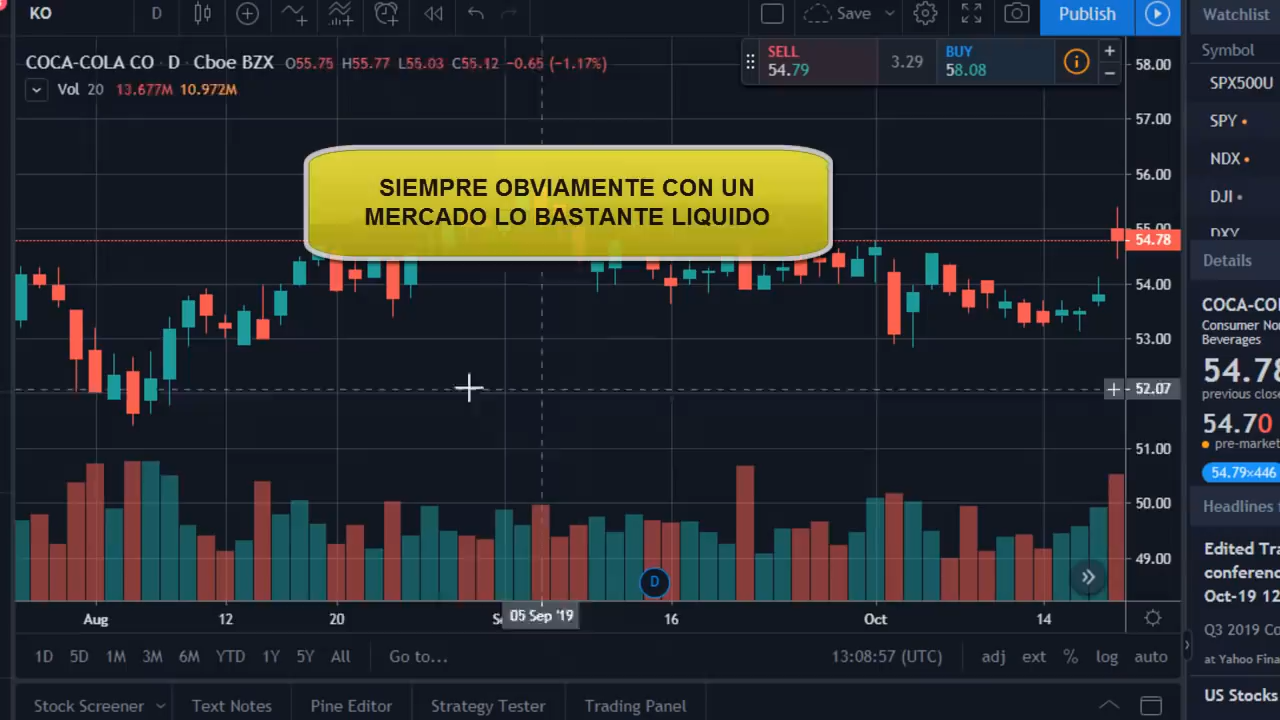 KO D Save Publish Watchlist
COCA-COLA CO D Cboe BZX O55.75 H55.77 L55.03 C55.12 −0.65 (−1.17%)
Vol 20 13.677M 10.972M
SELL
54.79
3.29
BUY
58.08
SIEMPRE OBVIAMENTE CON UN
MERCADO LO BASTANTE LIQUIDO
58.00
57.00
56.00
55.00
54.78
54.00
53.00
52.07
51.00
50.00
49.00
D
Aug 12 20 05 Sep '19 16 Oct 14
1D 5D 1M 3M 6M YTD 1Y 5Y All Go to... 13:08:57 (UTC) adj ext % log auto
Stock Screener Text Notes Pine Editor Strategy Tester Trading Panel
Symbol
SPX500U
SPY
NDX
DJI
DXY
Details
COCA-COL
Consumer No
Beverages
54.78
previous close
54.70
pre-market
54.79×446
Headlines f
Edited Tra
conferenc
Oct-19 12
Q3 2019 Co
at Yahoo Finan
US Stocks